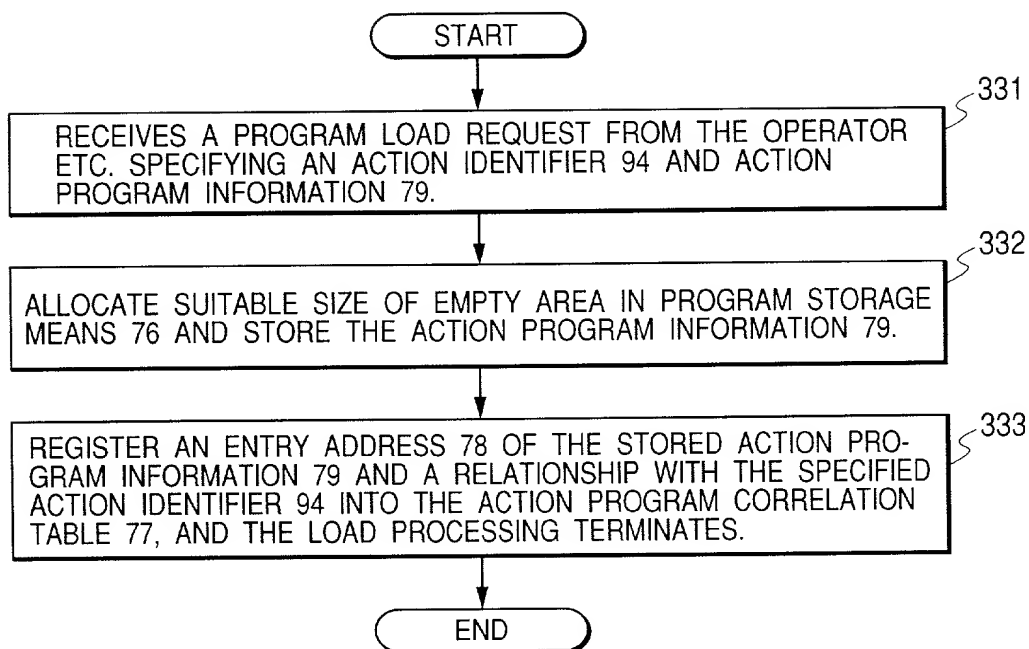 START
331
RECEIVES A PROGRAM LOAD REQUEST FROM THE OPERATOR
ETC. SPECIFYING AN ACTION IDENTIFIER 94 AND ACTION
PROGRAM INFORMATION 79.
332
ALLOCATE SUITABLE SIZE OF EMPTY AREA IN PROGRAM STORAGE
MEANS 76 AND STORE THE ACTION PROGRAM INFORMATION 79.
333
REGISTER AN ENTRY ADDRESS 78 OF THE STORED ACTION PRO-
GRAM INFORMATION 79 AND A RELATIONSHIP WITH THE SPECIFIED
ACTION IDENTIFIER 94 INTO THE ACTION PROGRAM CORRELATION
TABLE 77, AND THE LOAD PROCESSING TERMINATES.
END